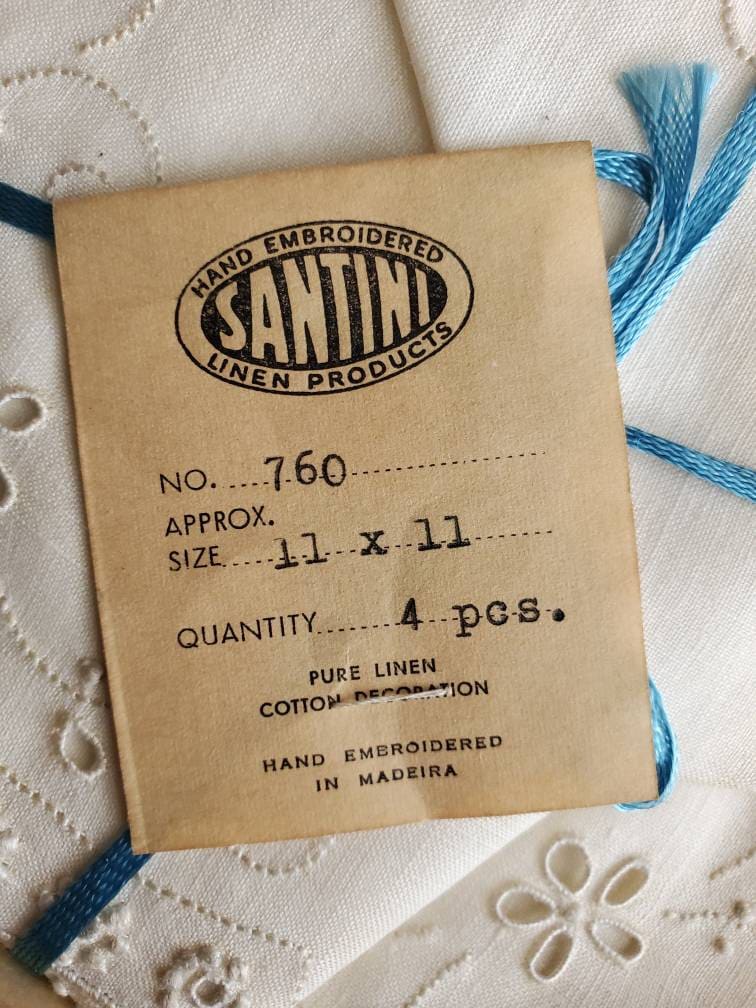 HAND EMBROIDERED
SANTINI
LINEN PRODUCTS
NO. 760
APPROX.
SIZE 11 x 11
QUANTITY 4 pcs.
PURE LINEN
COTTON DECORATION
HAND EMBROIDERED
IN MADEIRA